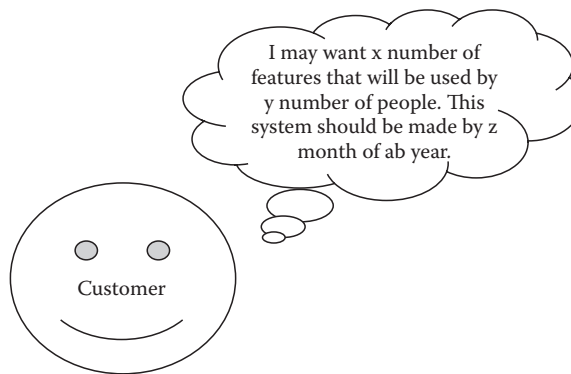 I may want x number of
features that will be used by
y number of people. This
system should be made by z
month of ab year.
Customer